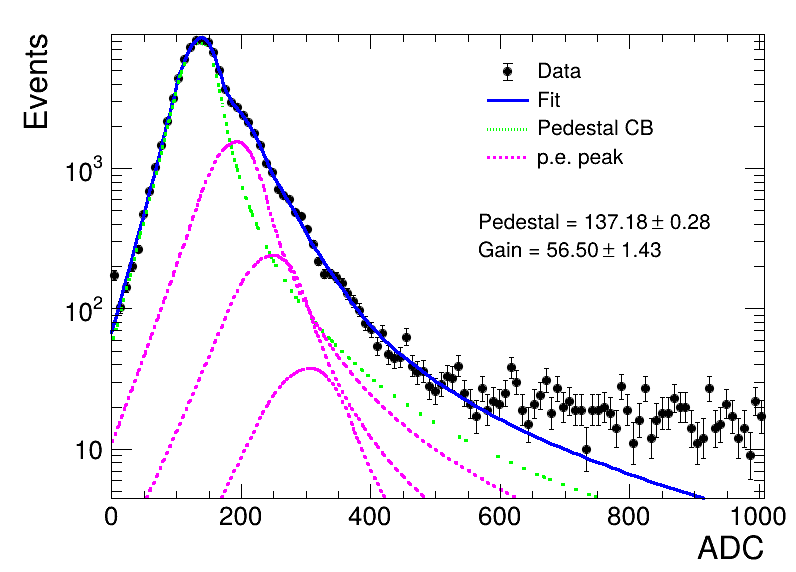 Events
Data
Fit
Pedestal CB
p.e. peak
Pedestal = 137.18 ± 0.28
Gain = 56.50 ± 1.43
10³
10²
10
0 200 400 600 800 1000
ADC